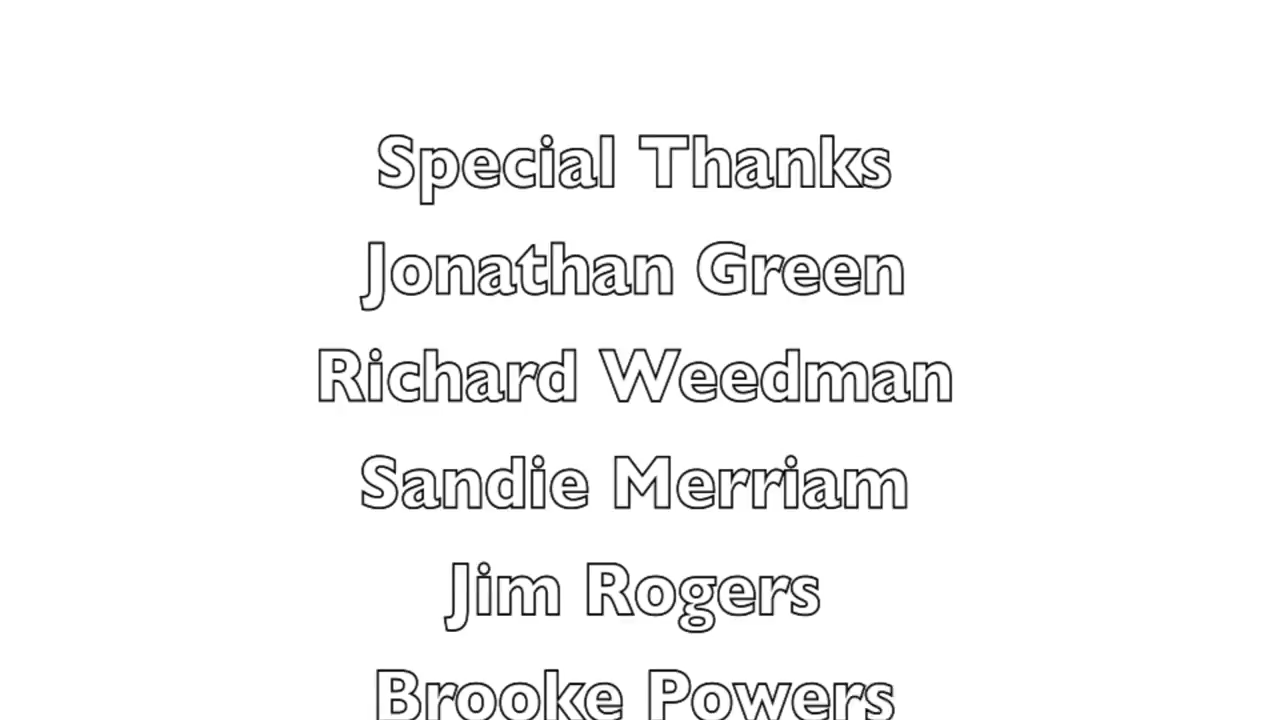 Special Thanks
Jonathan Green
Richard Weedman
Sandie Merriam
Jim Rogers
Brooke Powers